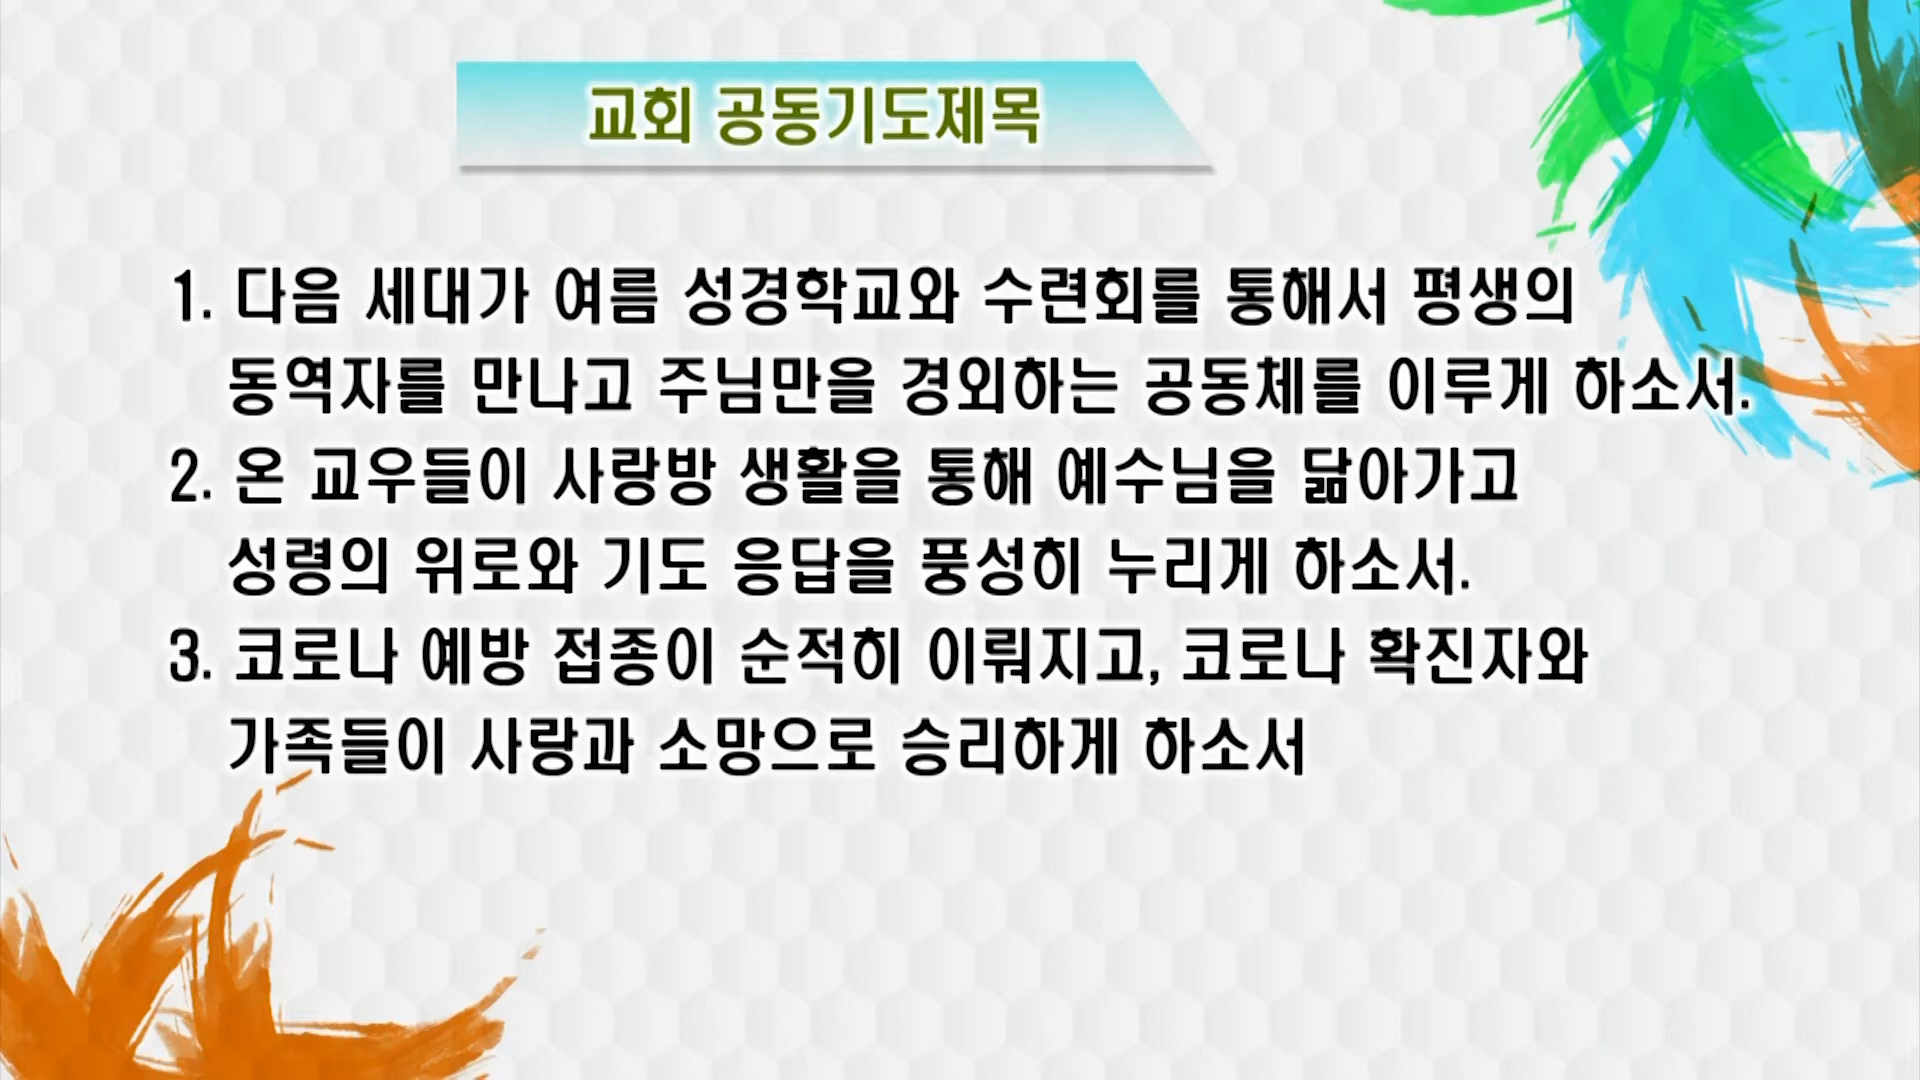 교회 공동기도제목
1. 다음 세대가 여름 성경학교와 수련회를 통해서 평생의
동역자를 만나고 주님만을 경외하는 공동체를 이루게 하소서.
2. 온 교우들이 사랑방 생활을 통해 예수님을 닮아가고
성령의 위로와 기도 응답을 풍성히 누리게 하소서.
3. 코로나 예방 접종이 순적히 이뤄지고, 코로나 확진자와
가족들이 사랑과 소망으로 승리하게 하소서